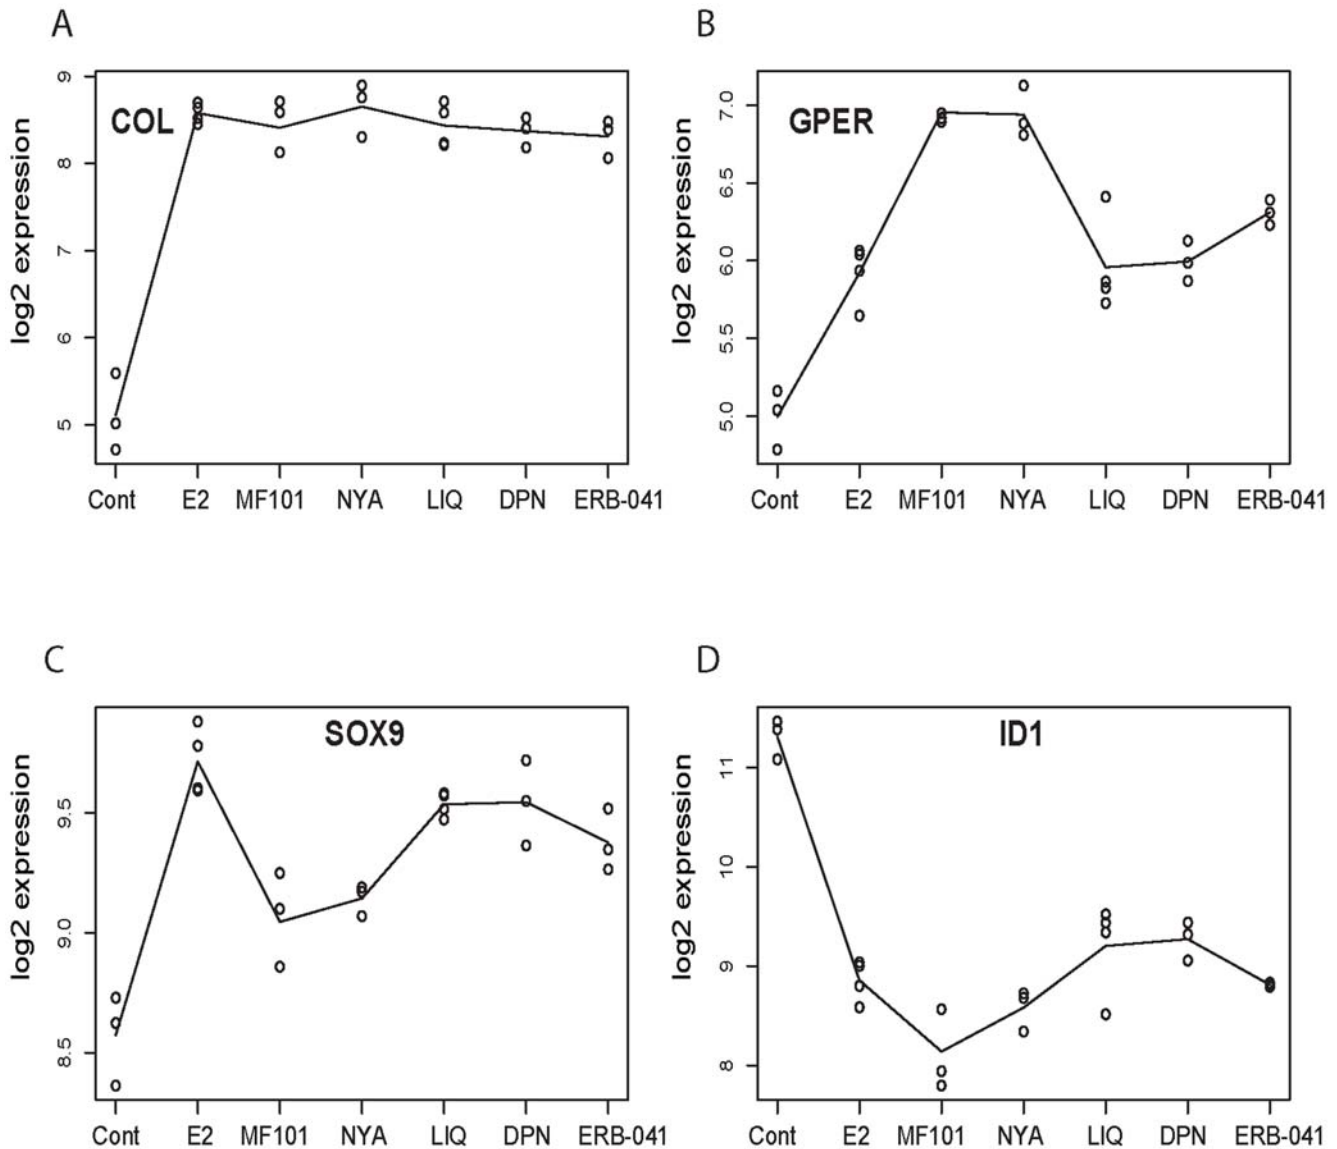 A
COL
log2 expression
9
8
7
6
5
Cont E2 MF101 NYA LIQ DPN ERB-041
B
GPER
log2 expression
7.0
6.5
6.0
5.5
5.0
Cont E2 MF101 NYA LIQ DPN ERB-041
C
SOX9
log2 expression
9.5
9.0
8.5
Cont E2 MF101 NYA LIQ DPN ERB-041
D
ID1
log2 expression
11
10
9
8
Cont E2 MF101 NYA LIQ DPN ERB-041